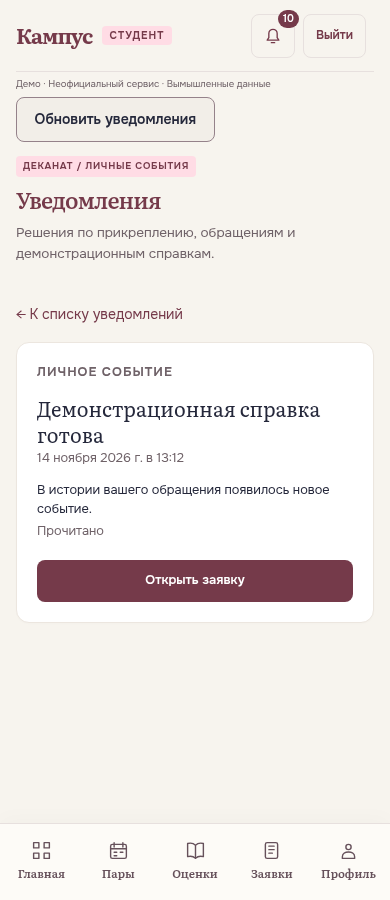 Кампус
СТУДЕНТ
10
Выйти
Демо · Неофициальный сервис · Вымышленные данные
Обновить уведомления
ДЕКАНАТ / ЛИЧНЫЕ СОБЫТИЯ
Уведомления
Решения по прикреплению, обращениям и
демонстрационным справкам.
← К списку уведомлений
ЛИЧНОЕ СОБЫТИЕ
Демонстрационная справка
готова
14 ноября 2026 г. в 13:12
В истории вашего обращения появилось новое
событие.
Прочитано
Открыть заявку
Главная
Пары
Оценки
Заявки
Профиль